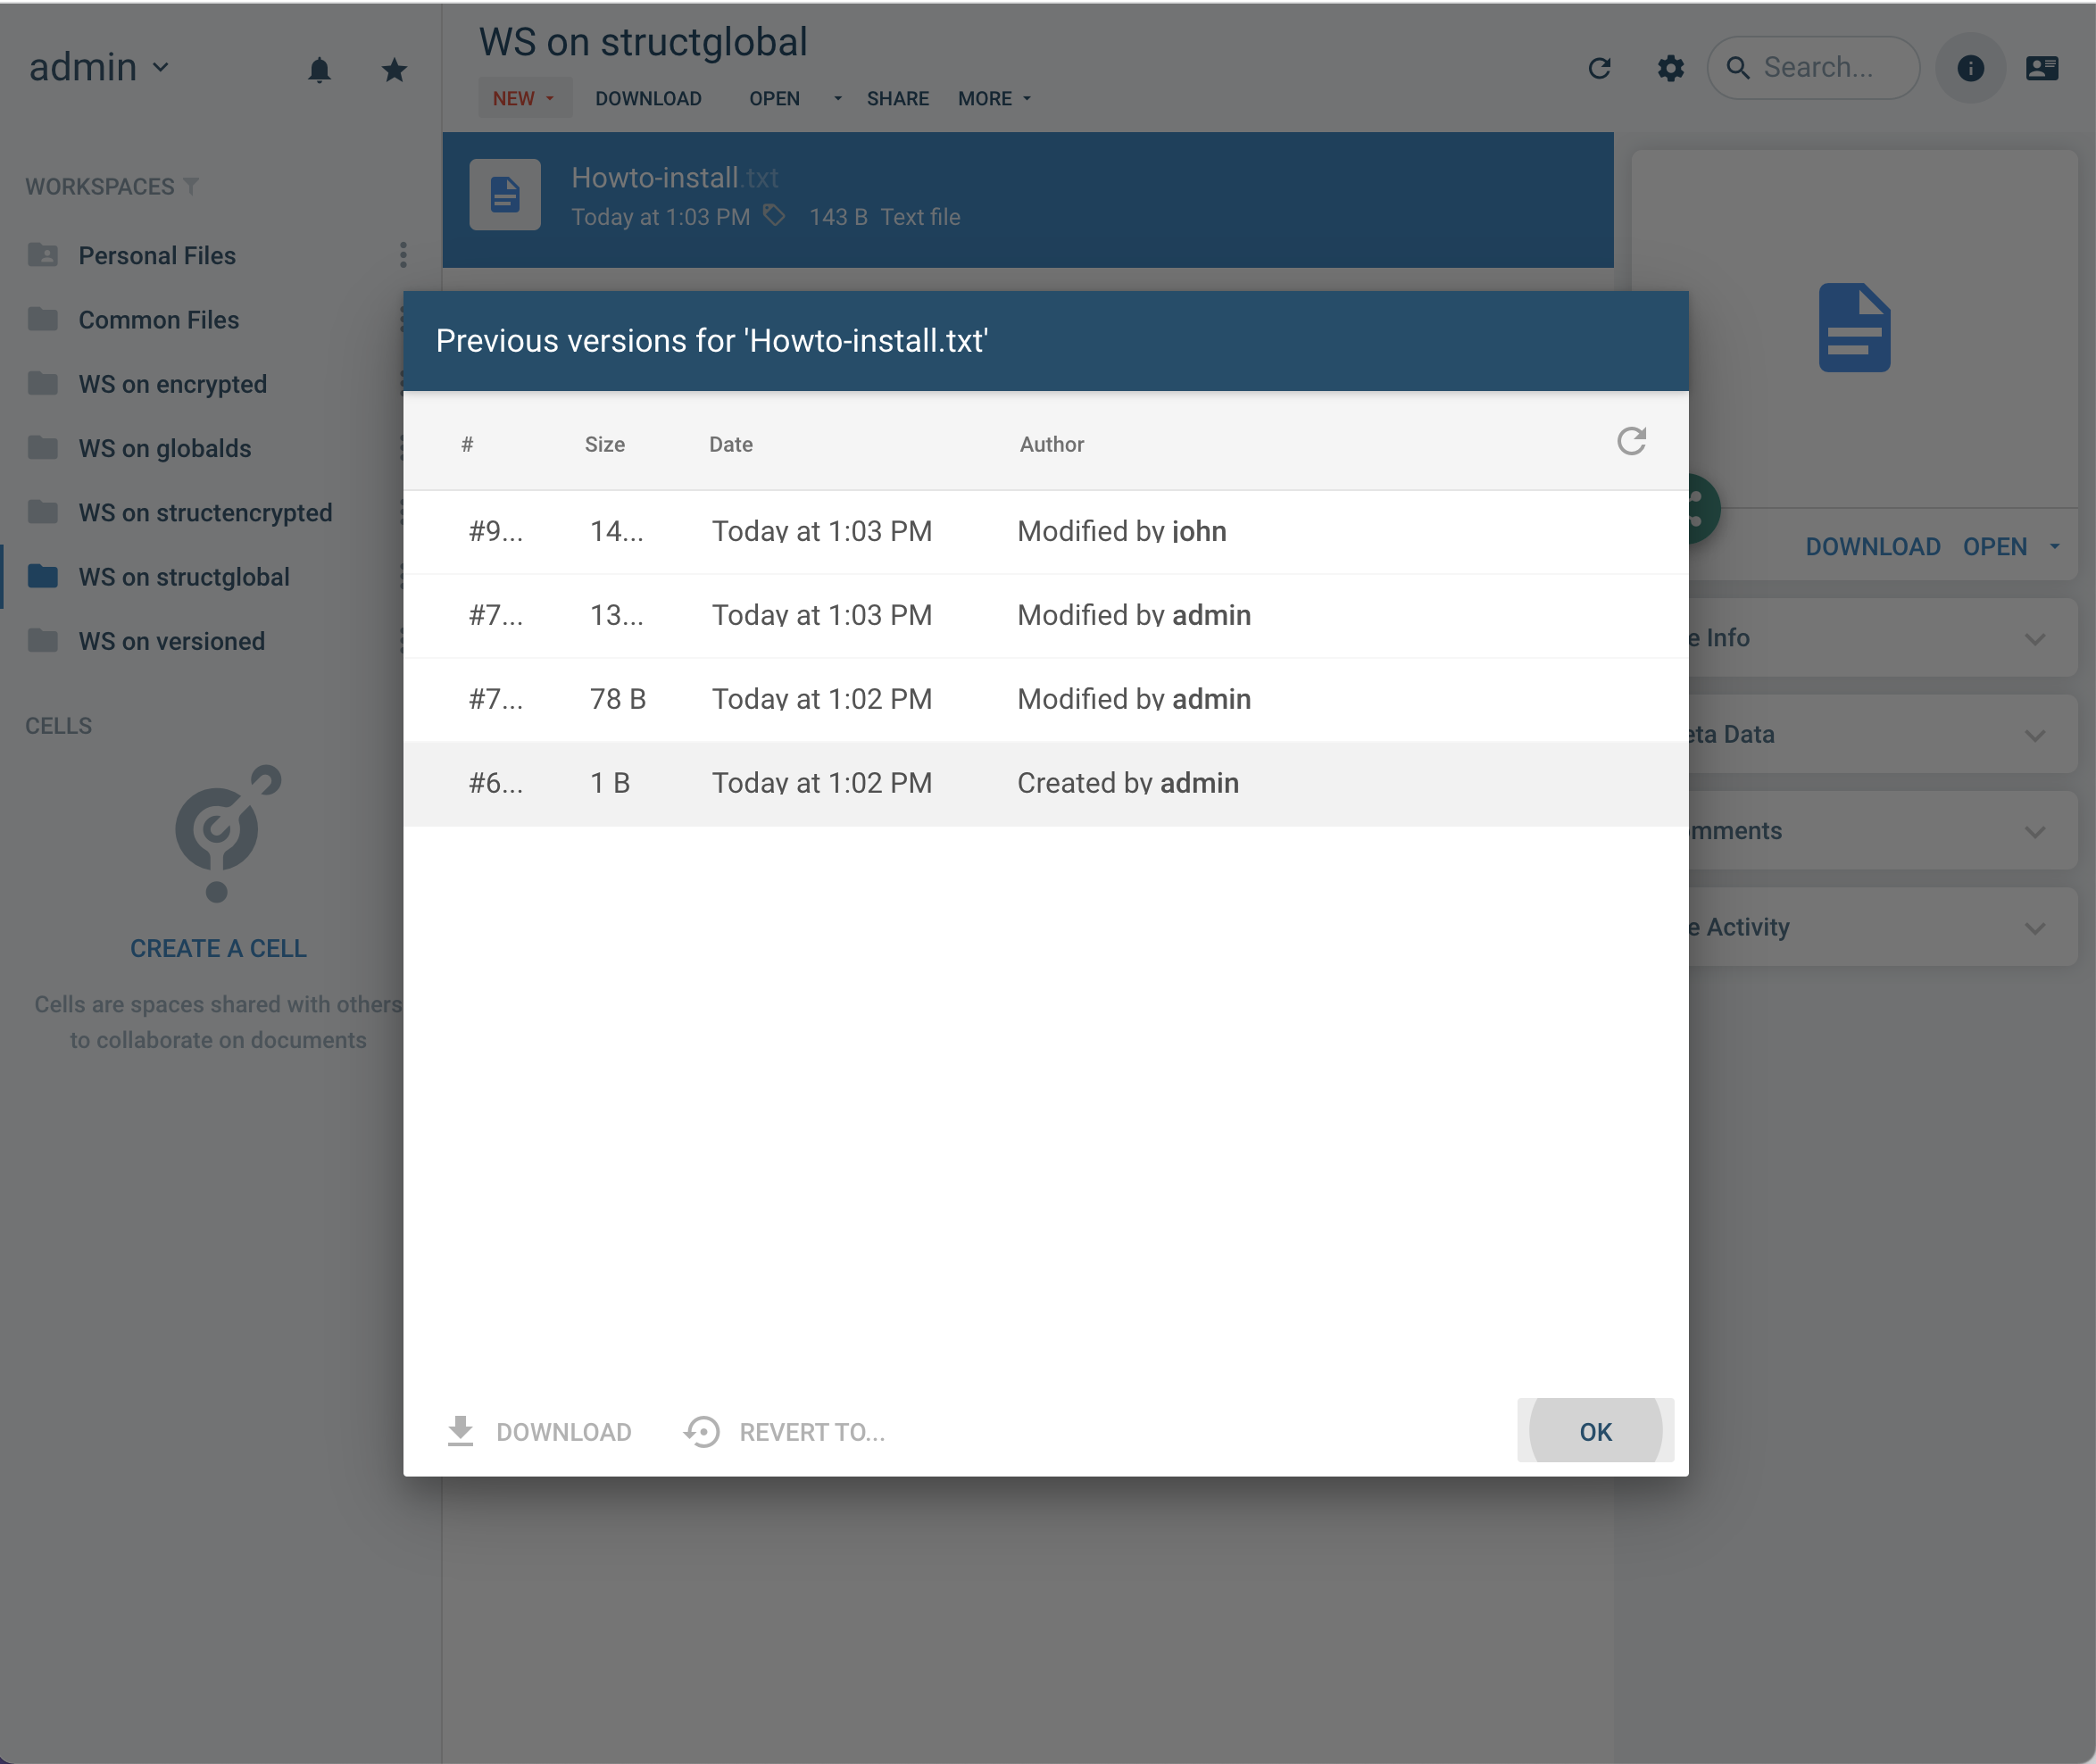 admin
WORKSPACES
Personal Files
Common Files
WS on encrypted
WS on globalds
WS on structencrypted
WS on structglobal
WS on versioned
CELLS
CREATE A CELL
Cells are spaces shared with others
to collaborate on documents
WS on structglobal
NEW DOWNLOAD OPEN SHARE MORE
Search...
Howto-install.txt
Today at 1:03 PM 143 B Text file
Previous versions for 'Howto-install.txt'
# Size Date Author
#9... 14... Today at 1:03 PM Modified by john
#7... 13... Today at 1:03 PM Modified by admin
#7... 78 B Today at 1:02 PM Modified by admin
#6... 1 B Today at 1:02 PM Created by admin
DOWNLOAD REVERT TO... OK
DOWNLOAD OPEN
e Info
eta Data
omments
e Activity